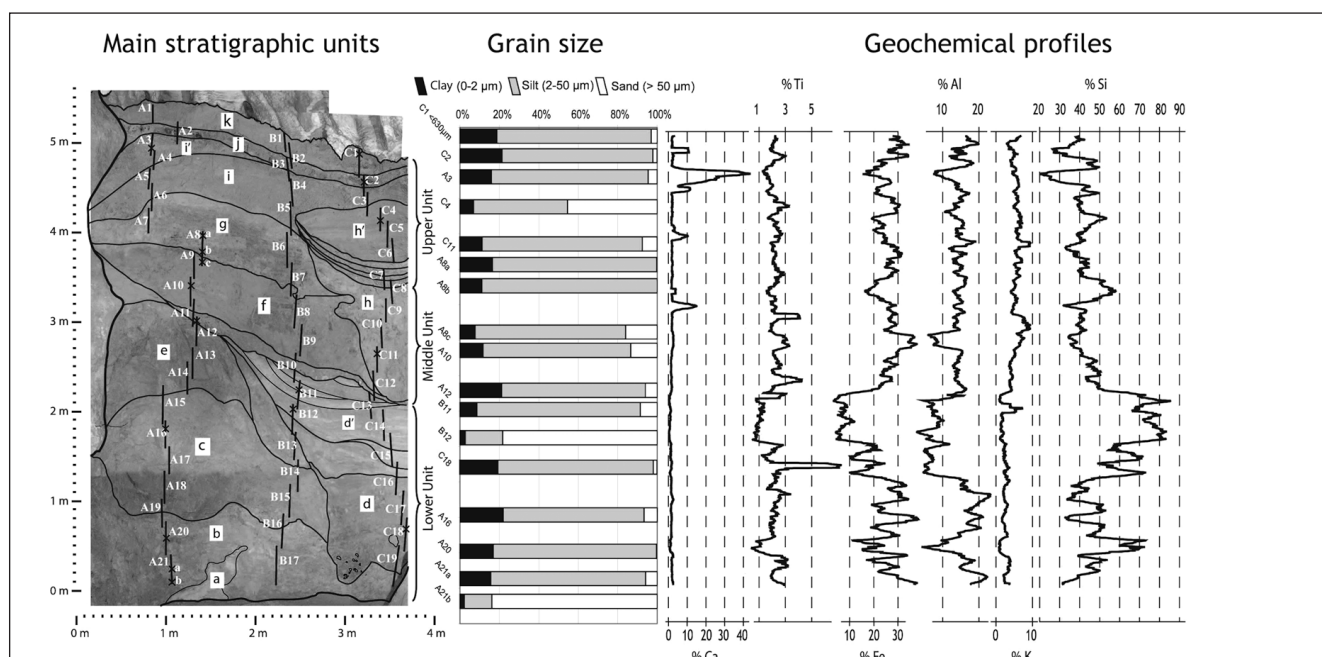 Main stratigraphic units
Grain size
Geochemical profiles
Clay (0-2 µm) Silt (2-50 µm) Sand (> 50 µm)
0% 20% 40% 60% 80% 100%
% Ti
1 3 5
% Al
10 20
% Si
20 30 40 50 60 70 80 90
C1 <630µm
C2
A3
C4
C11
A8a
A8b
A8c
A10
A12
B11
B12
C18
A16
A20
A21a
A21b
Upper Unit
Middle Unit
Lower Unit
5 m
4 m
3 m
2 m
1 m
0 m
A1
A2
A3
A4
A5
A6
A7
A8 a
b
c
A9
A10
A11
A12
A13
A14
A15
A16
A17
A18
A19
A20
A21 a
b
B1
B2
B3
B4
B5
B6
B7
B8
B9
B10
B11
B12
B13
B14
B15
B16
B17
C1
C2
C3
C4
C5
C6
C7
C8
C9
C10
C11
C12
C13
C14
C15
C16
C17
C18
C19
k
j
i'
i
g
h'
h
f
e
d'
c
d
b
a
0 m 1 m 2 m 3 m 4 m
0 10 20 30 40
% Ca
10 20 30
% Fe
0 10
% K